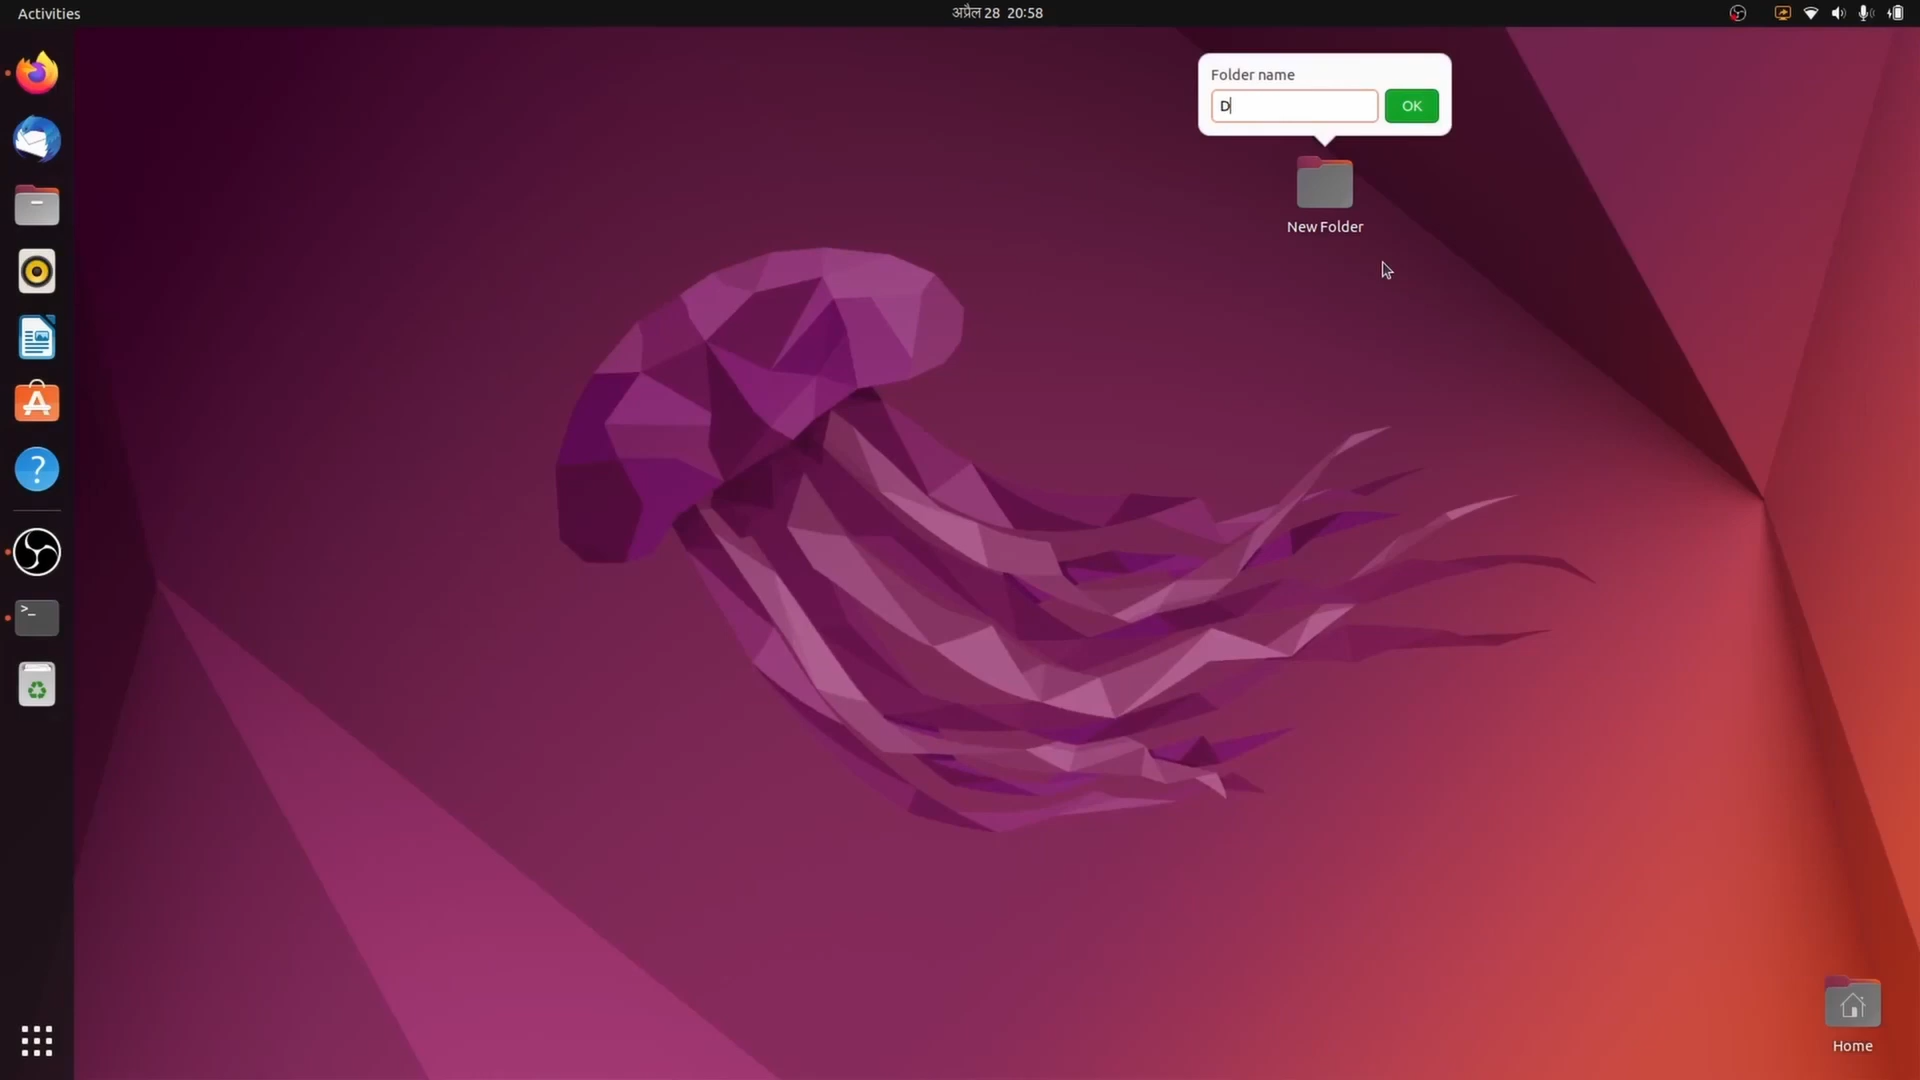 Activities
अप्रैल 28 20:58
Folder name
D
OK
New Folder
Home